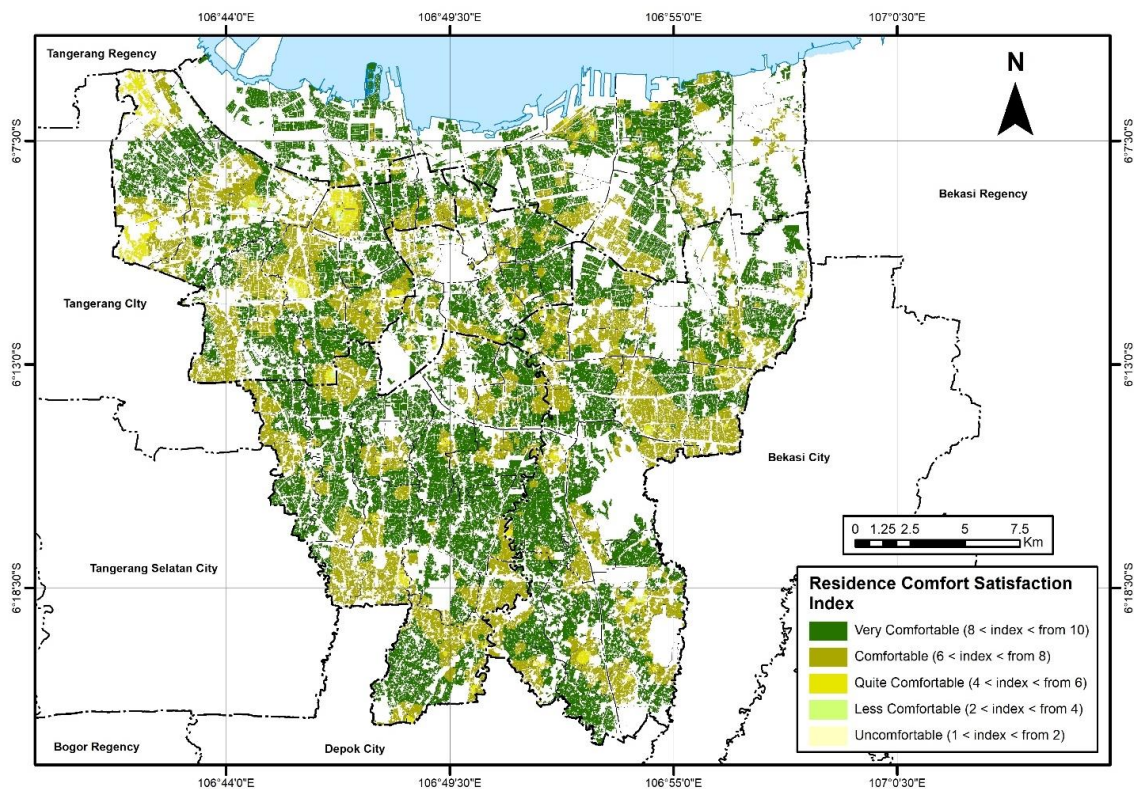 106°44'0"E
106°49'30"E
106°55'0"E
107°0'30"E
Tangerang Regency
N
6°7'30"S
6°7'30"S
Bekasi Regency
Tangerang CIty
6°13'0"S
6°13'0"S
Bekasi City
0 1.25 2.5 5 7.5
Km
Tangerang Selatan City
6°18'30"S
6°18'30"S
Residence Comfort Satisfaction
Index
Very Comfortable (8 < index < from 10)
Comfortable (6 < index < from 8)
Quite Comfortable (4 < index < from 6)
Less Comfortable (2 < index < from 4)
Uncomfortable (1 < index < from 2)
Bogor Regency
Depok City
106°44'0"E
106°49'30"E
106°55'0"E
107°0'30"E